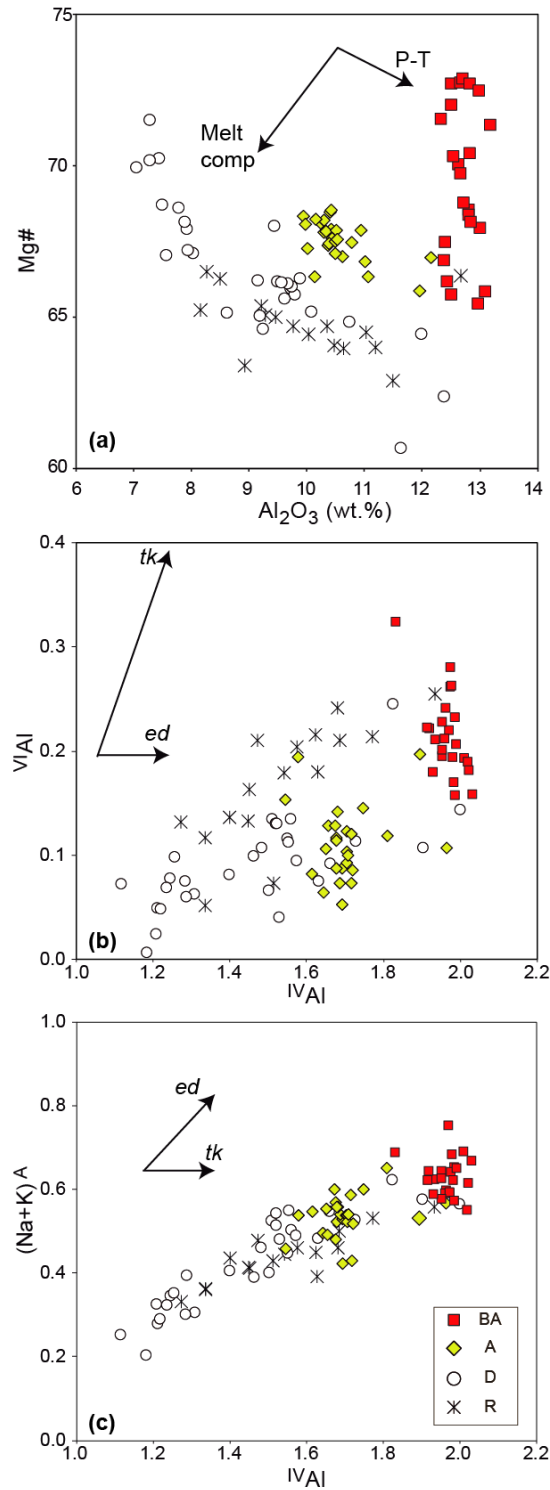 75
70
65
60
Mg#
P-T
Melt
comp
(a)
6 7 8 9 10 11 12 13 14
Al₂O₃ (wt.%)
0.4
0.3
0.2
0.1
0.0
ⱽᴵAl
tk
ed
(b)
1.0 1.2 1.4 1.6 1.8 2.0 2.2
ᴵⱽAl
1.0
0.8
0.6
0.4
0.2
0
(Na+K)ᴬ
ed
tk
BA
A
D
R
(c)
1.0 1.2 1.4 1.6 1.8 2.0 2.2
ᴵⱽAl